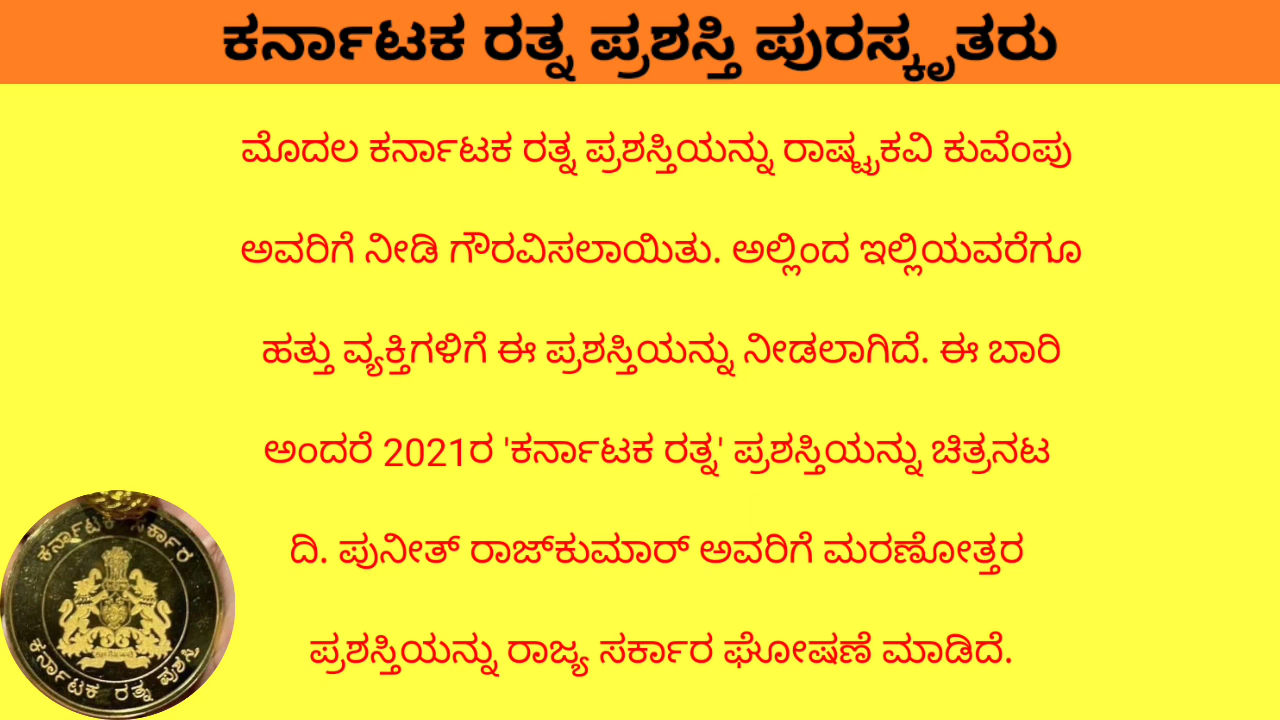 ಕರ್ನಾಟಕ ರತ್ನ ಪ್ರಶಸ್ತಿ ಪುರಸ್ಕೃತರು
ಮೊದಲ ಕರ್ನಾಟಕ ರತ್ನ ಪ್ರಶಸ್ತಿಯನ್ನು ರಾಷ್ಟ್ರಕವಿ ಕುವೆಂಪು
ಅವರಿಗೆ ನೀಡಿ ಗೌರವಿಸಲಾಯಿತು. ಅಲ್ಲಿಂದ ಇಲ್ಲಿಯವರೆಗೂ
ಹತ್ತು ವ್ಯಕ್ತಿಗಳಿಗೆ ಈ ಪ್ರಶಸ್ತಿಯನ್ನು ನೀಡಲಾಗಿದೆ. ಈ ಬಾರಿ
ಅಂದರೆ 2021ರ 'ಕರ್ನಾಟಕ ರತ್ನ' ಪ್ರಶಸ್ತಿಯನ್ನು ಚಿತ್ರನಟ
ದಿ. ಪುನೀತ್ ರಾಜ್‌ಕುಮಾರ್ ಅವರಿಗೆ ಮರಣೋತ್ತರ
ಪ್ರಶಸ್ತಿಯನ್ನು ರಾಜ್ಯ ಸರ್ಕಾರ ಘೋಷಣೆ ಮಾಡಿದೆ.
ಕರ್ನಾಟಕ ಸರ್ಕಾರ
ಕರ್ನಾಟಕ ರತ್ನ ಪ್ರಶಸ್ತಿ